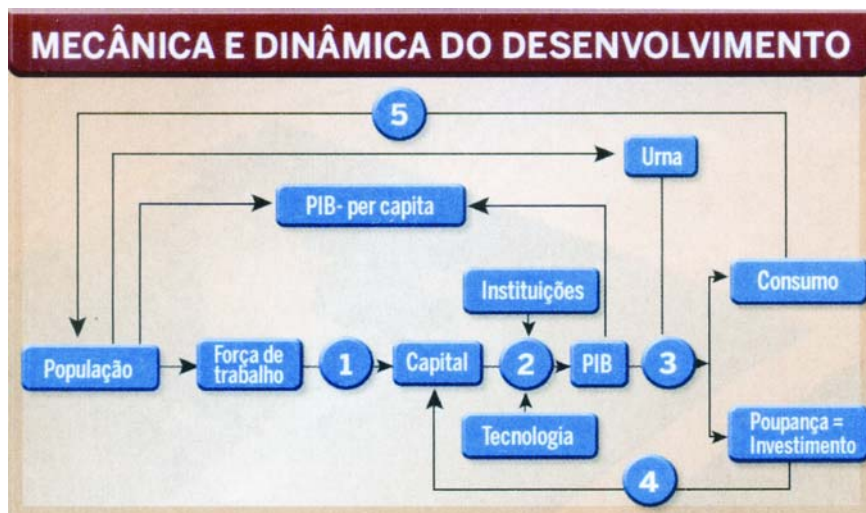 MECÂNICA E DINÂMICA DO DESENVOLVIMENTO
5
Urna
PIB- per capita
Instituições
Consumo
População
Força de
trabalho
1
Capital
2
PIB
3
Tecnologia
Poupança =
Investimento
4